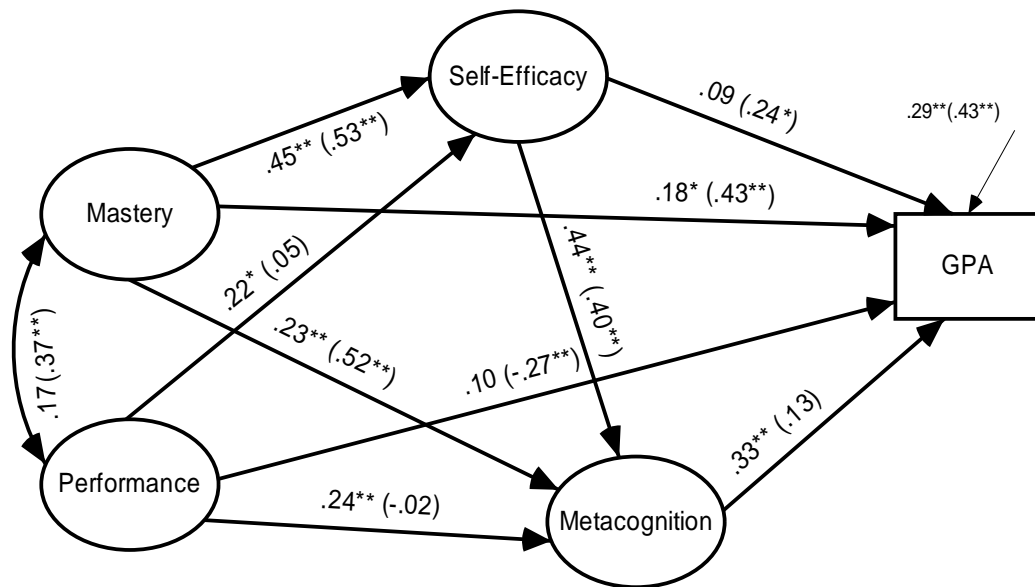 Self-Efficacy
.09 (.24*)
.29**(.43**)
.45** (.53**)
Mastery
.18* (.43**)
GPA
.22* (.05)
.44** (.40**)
.17 (.37**)
.23** (.52**)
.10 (-.27**)
.33** (.13)
Performance
.24** (-.02)
Metacognition